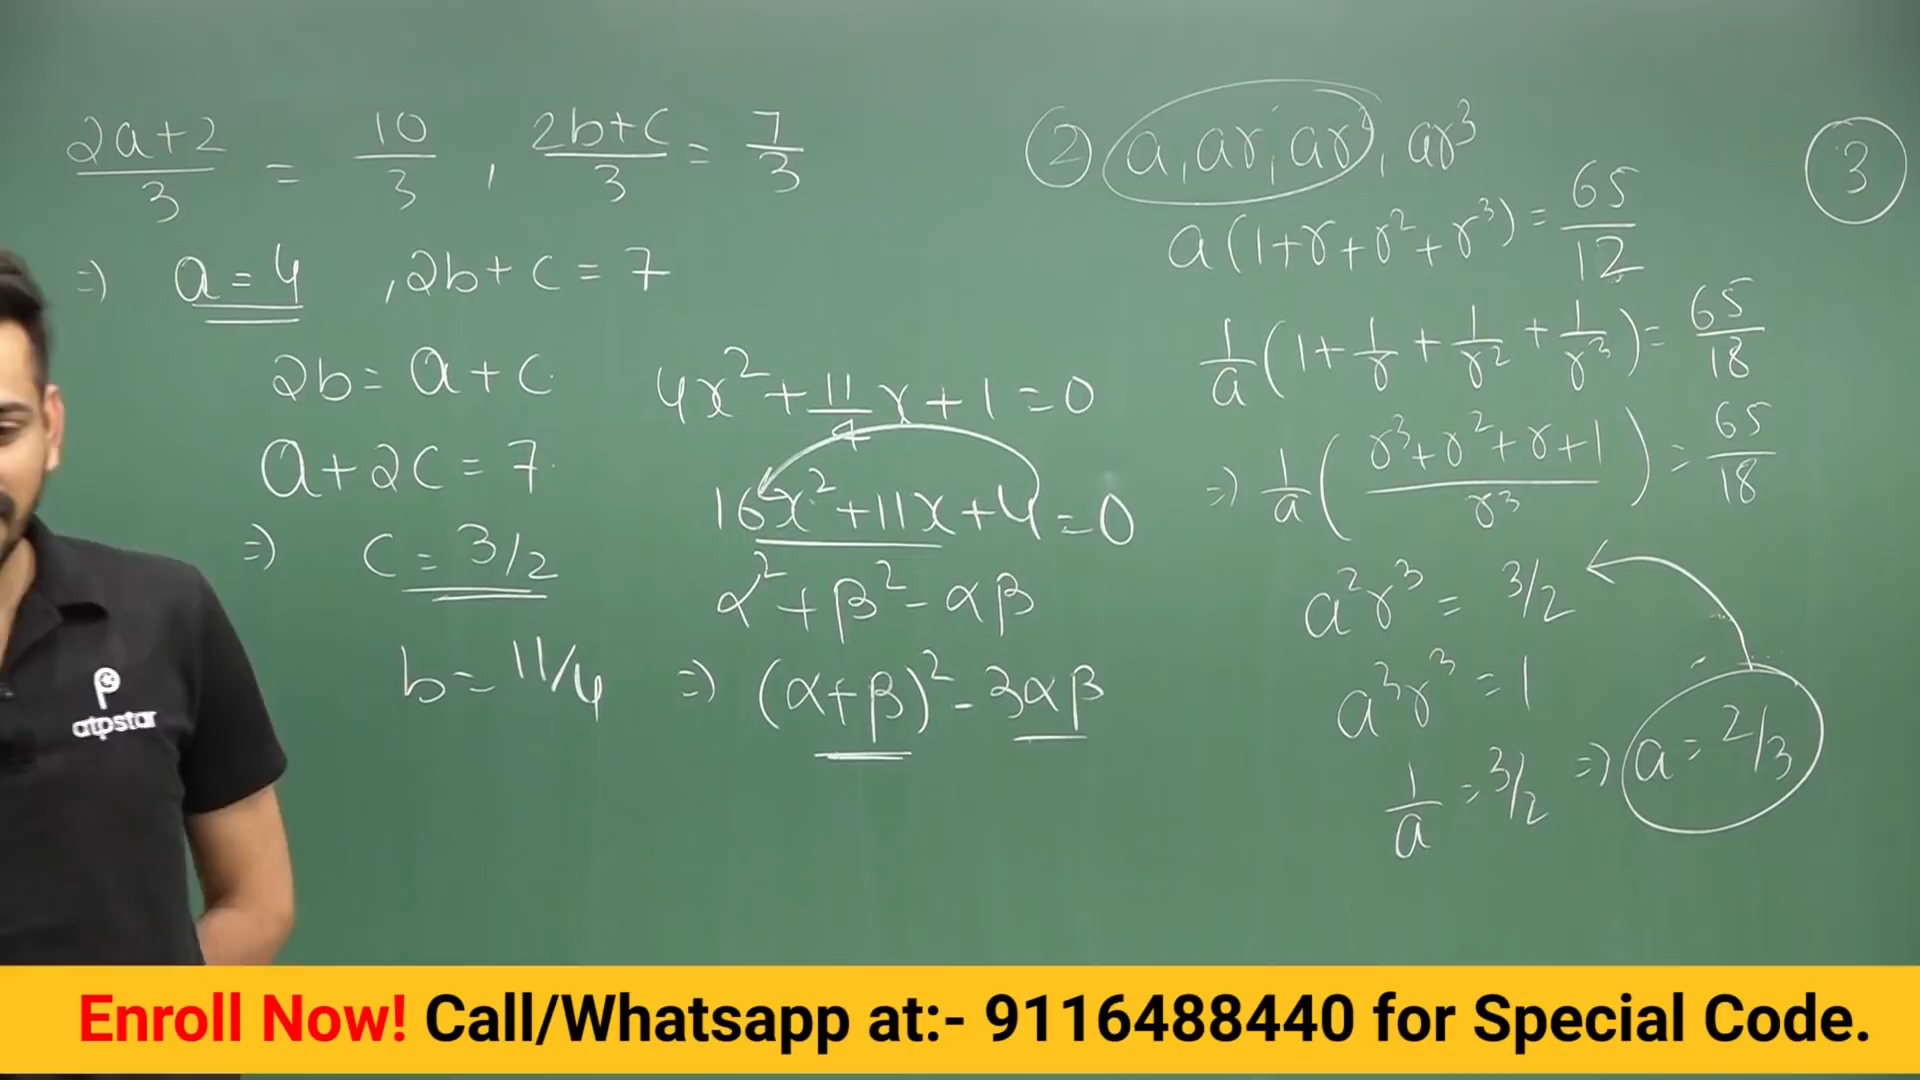 (2a+2)/3 = 10/3 , (2b+c)/3 = 7/3
⇒ a = 4 , 2b + c = 7
2b = a + c
a + 2c = 7
⇒ c = 3/2
b = 11/4
4x² + 11/4 x + 1 = 0
16x² + 11x + 4 = 0
α² + β² - αβ
⇒ (α+β)² - 3αβ
② a, ar, ar², ar³
a(1+r+r²+r³) = 65/12
1/a (1 + 1/r + 1/r² + 1/r³) = 65/18
⇒ 1/a ((r³+r²+r+1)/r³) = 65/18
a²r³ = 3/2
a³r³ = 1
1/a = 3/2 ⇒ a = 2/3
③
atpstar
Enroll Now! Call/Whatsapp at:- 9116488440 for Special Code.